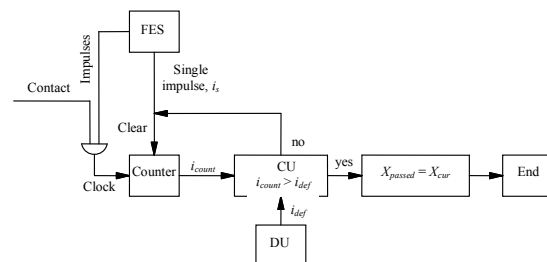 FES
Impulses
Contact
Single
impulse, i_s
Clear
no
Counter
i_count
CU
i_count > i_def
yes
X_passed = X_cur
End
Clock
i_def
DU